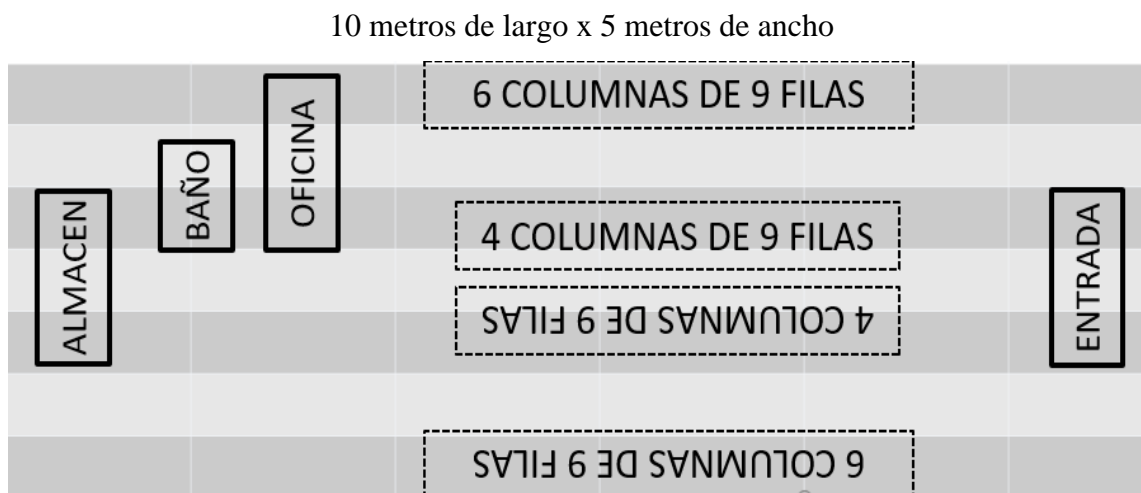 10 metros de largo x 5 metros de ancho
6 COLUMNAS DE 9 FILAS
OFICINA
BAÑO
ALMACEN
4 COLUMNAS DE 9 FILAS
ENTRADA
4 COLUMNAS DE 9 FILAS
6 COLUMNAS DE 9 FILAS